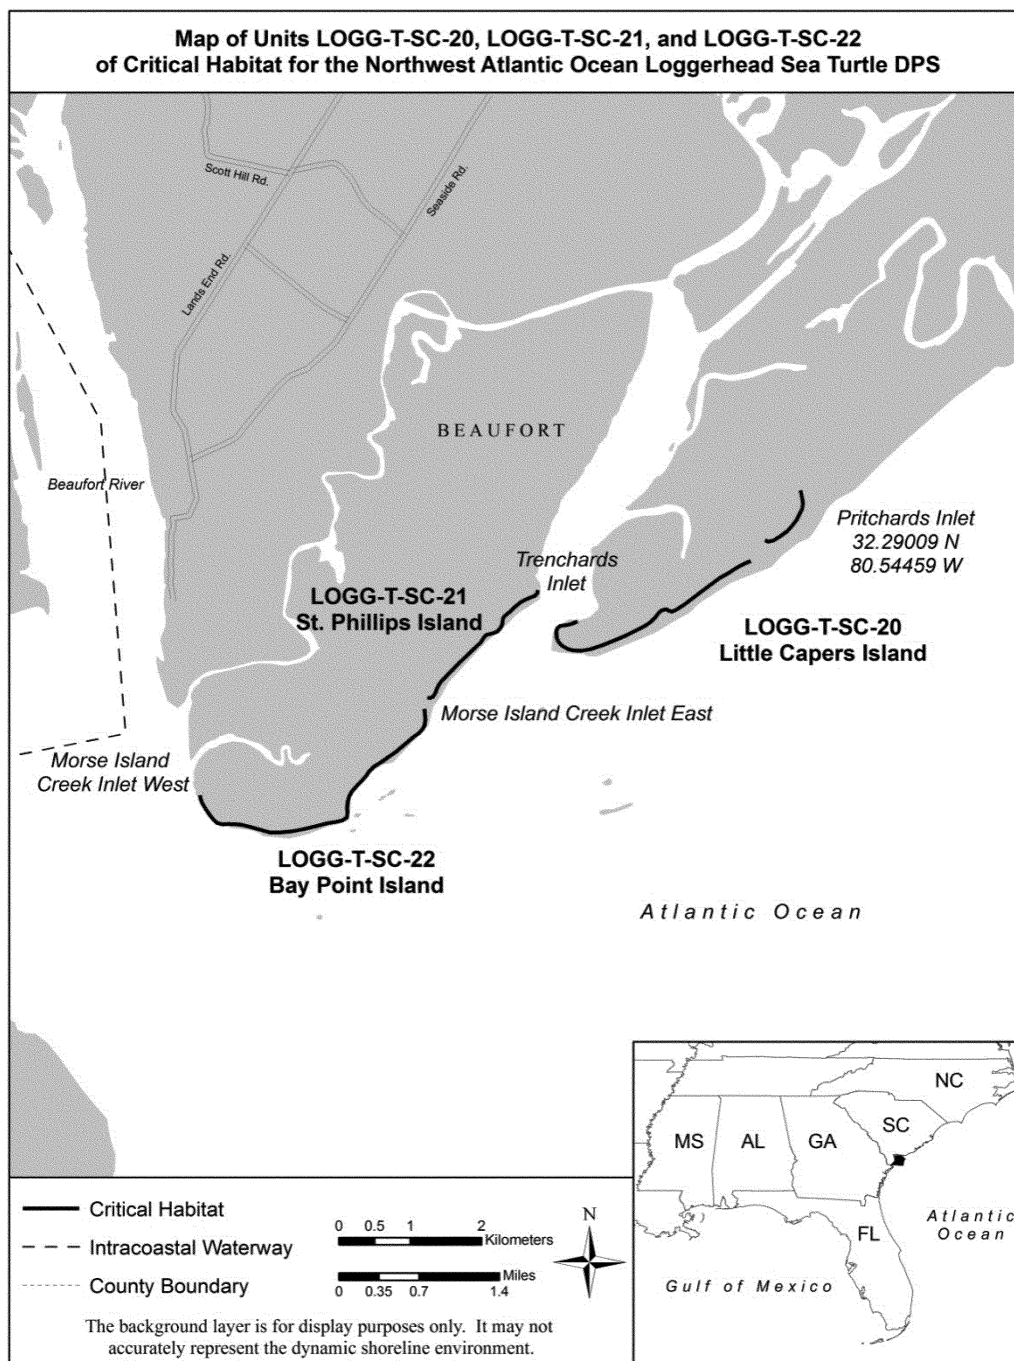 Map of Units LOGG-T-SC-20, LOGG-T-SC-21, and LOGG-T-SC-22
of Critical Habitat for the Northwest Atlantic Ocean Loggerhead Sea Turtle DPS
Scott Hill Rd.
Seaside Rd.
Lands End Rd.
BEAUFORT
Beaufort River
Pritchards Inlet
32.29009 N
80.54459 W
Trenchards
Inlet
LOGG-T-SC-21
St. Phillips Island
LOGG-T-SC-20
Little Capers Island
Morse Island Creek Inlet East
Morse Island
Creek Inlet West
LOGG-T-SC-22
Bay Point Island
Atlantic Ocean
Critical Habitat
Intracoastal Waterway
County Boundary
0 0.5 1 2
Kilometers
Miles
0 0.35 0.7 1.4
N
The background layer is for display purposes only. It may not
accurately represent the dynamic shoreline environment.
NC
SC
MS
AL
GA
FL
Atlantic
Ocean
Gulf of Mexico